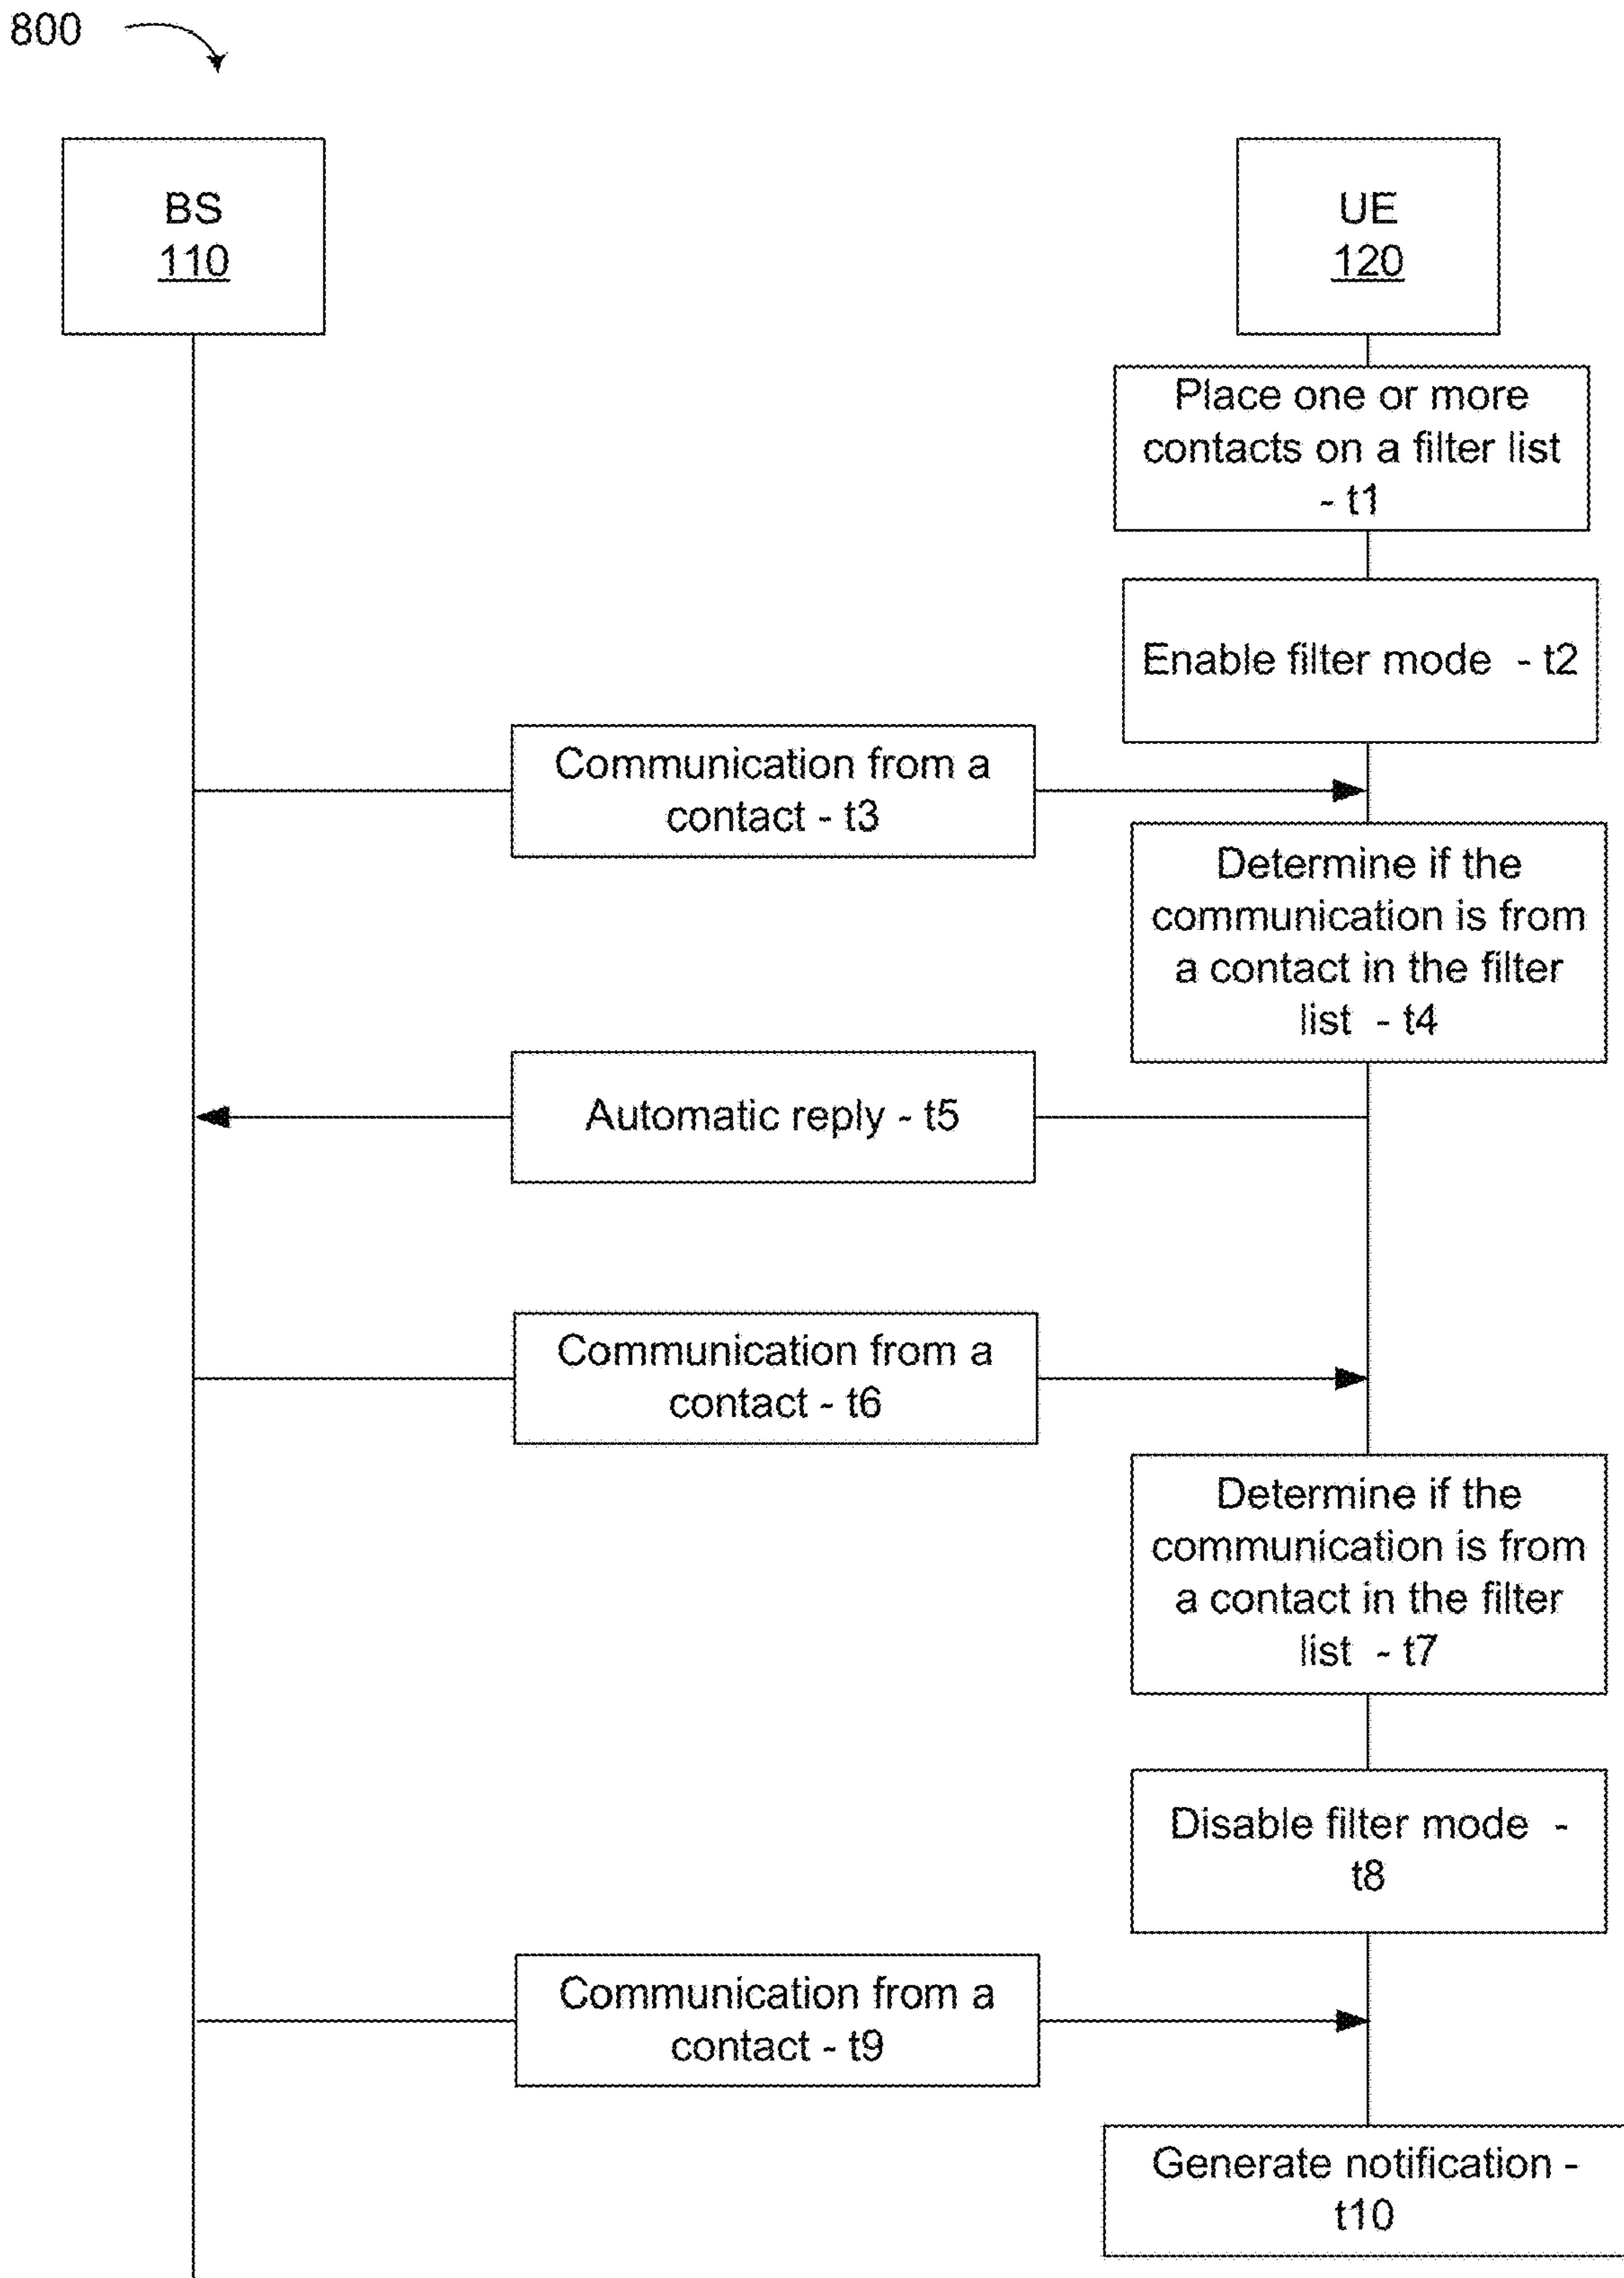 800
BS
110
UE
120
Place one or more
contacts on a filter list
- t1
Enable filter mode - t2
Communication from a
contact - t3
Determine if the
communication is from
a contact in the filter
list - t4
Automatic reply - t5
Communication from a
contact - t6
Determine if the
communication is from
a contact in the filter
list - t7
Disable filter mode -
t8
Communication from a
contact - t9
Generate notification -
t10